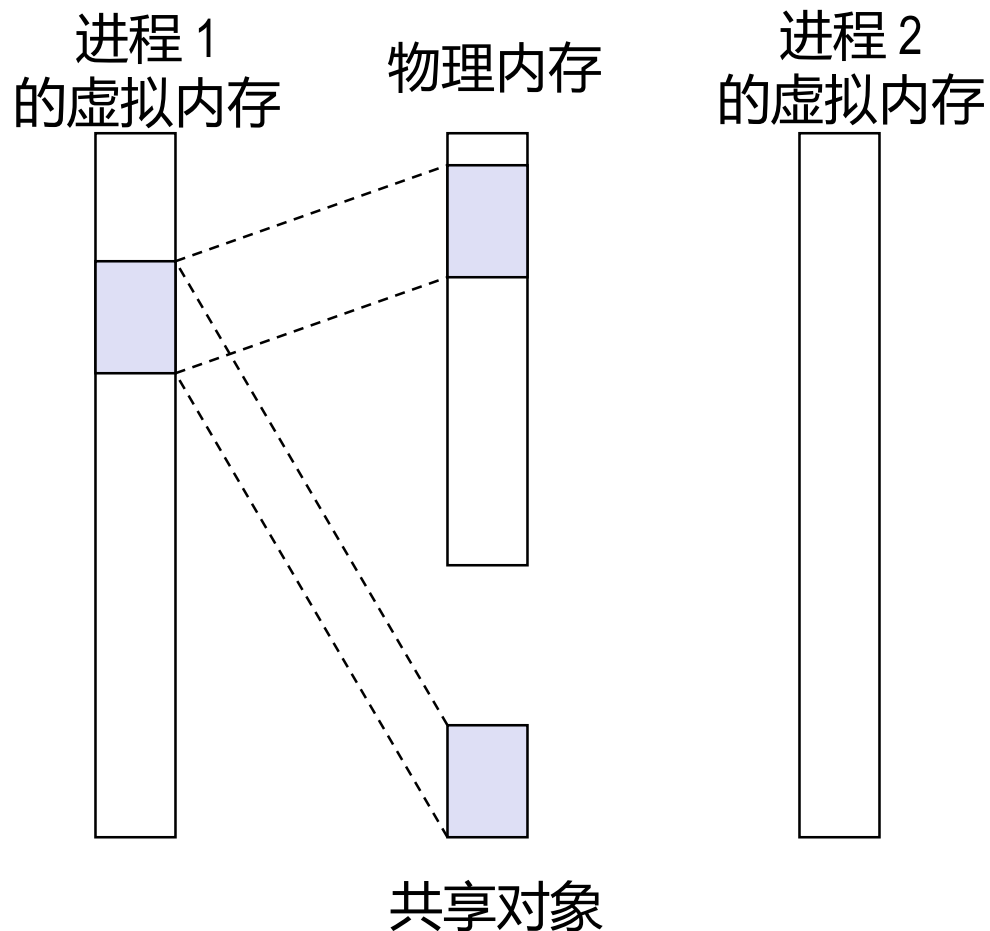 进程 1
的虚拟内存
物理内存
进程 2
的虚拟内存
共享对象